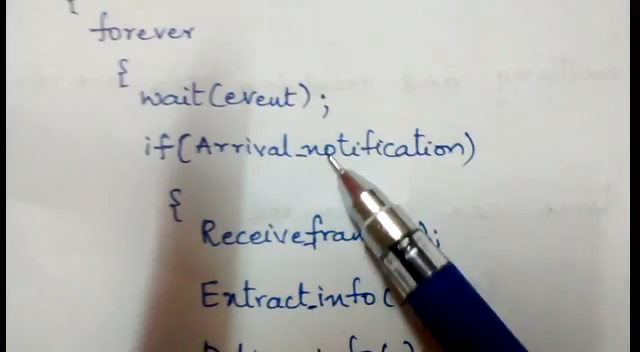 {
forever
{
wait(event);
if(Arrival_notification)
{
);
Extract_info(